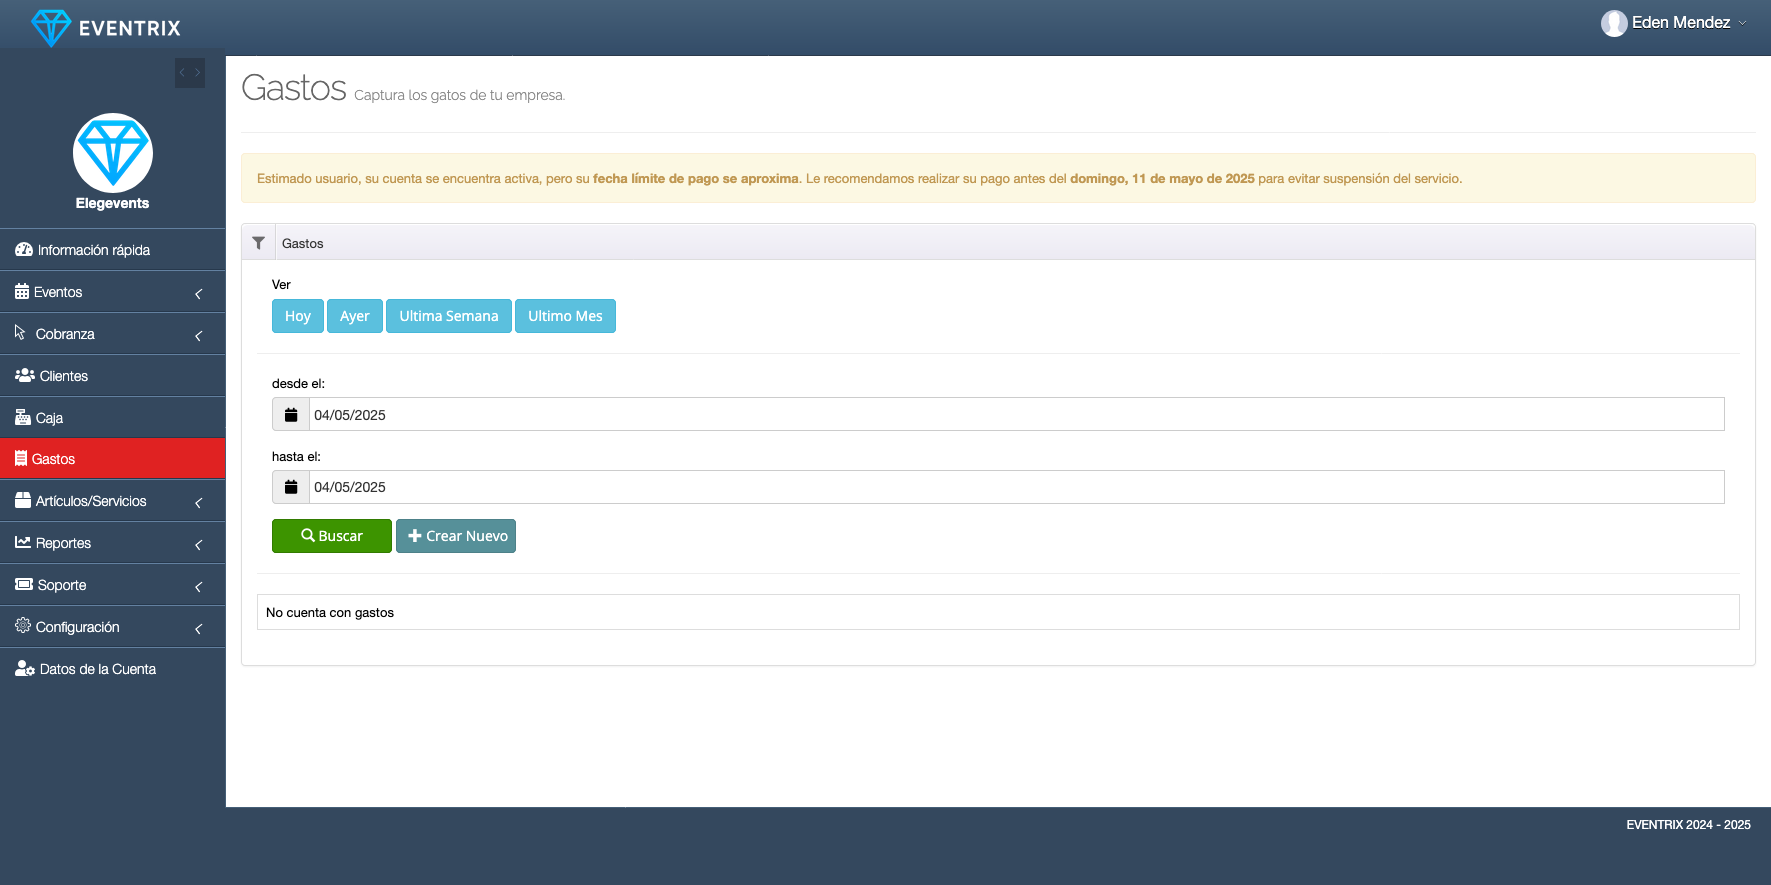 EVENTRIX
Eden Mendez
Elegevents
Información rápida
Eventos
Cobranza
Clientes
Caja
Gastos
Artículos/Servicios
Reportes
Soporte
Configuración
Datos de la Cuenta
Gastos Captura los gatos de tu empresa.
Estimado usuario, su cuenta se encuentra activa, pero su fecha límite de pago se aproxima. Le recomendamos realizar su pago antes del domingo, 11 de mayo de 2025 para evitar suspensión del servicio.
Gastos
Ver
Hoy Ayer Ultima Semana Ultimo Mes
desde el:
04/05/2025
hasta el:
04/05/2025
Buscar Crear Nuevo
No cuenta con gastos
EVENTRIX 2024 - 2025